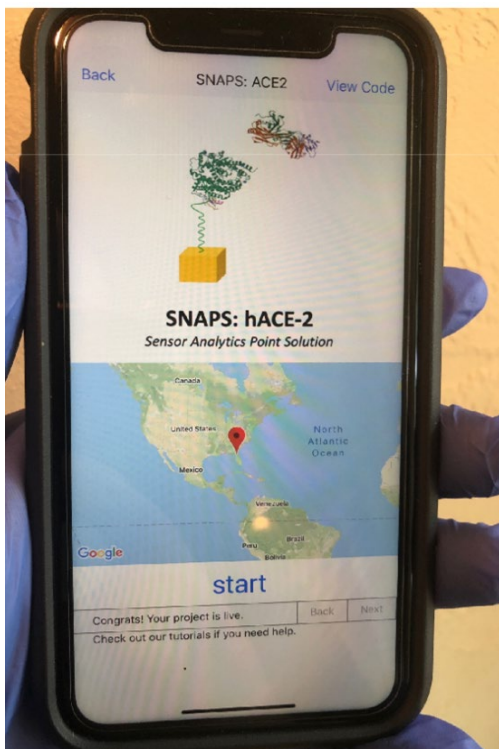 Back
SNAPS: ACE2
View Code
SNAPS: hACE-2
Sensor Analytics Point Solution
Canada
United States
North
Atlantic
Ocean
Mexico
Venezuela
Brazil
Peru
Bolivia
Google
start
Congrats! Your project is live.
Back
Next
Check out our tutorials if you need help.